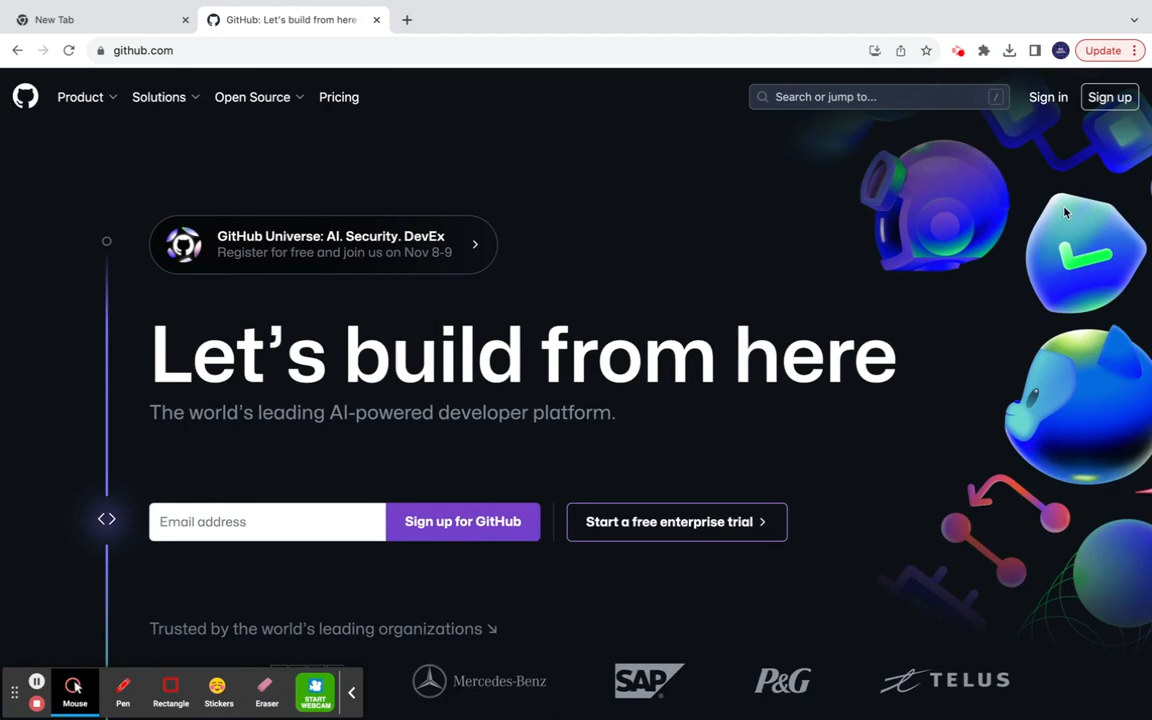 New Tab
GitHub: Let's build from here
github.com
Update
Product
Solutions
Open Source
Pricing
Search or jump to...
/
Sign in
Sign up
GitHub Universe: AI. Security. DevEx
Register for free and join us on Nov 8-9
Let's build from here
The world's leading AI-powered developer platform.
Email address
Sign up for GitHub
Start a free enterprise trial
Trusted by the world's leading organizations
Mercedes-Benz
SAP
P&G
TELUS
Mouse
Pen
Rectangle
Stickers
Eraser
START
WEBCAM